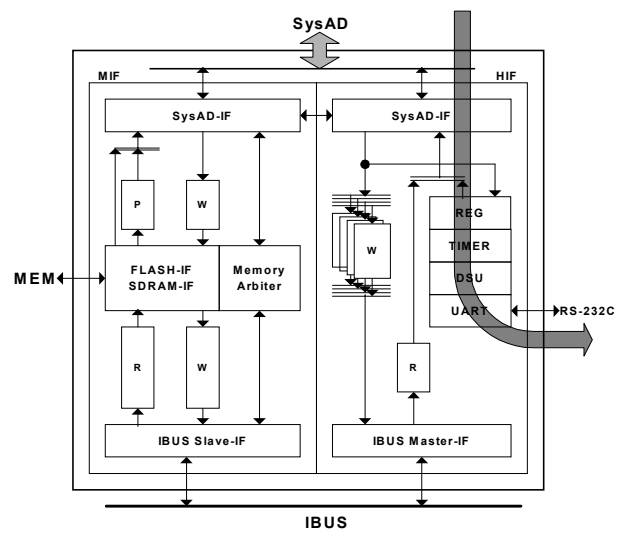 SysAD
MIF
HIF
SysAD-IF
SysAD-IF
P
W
REG
W
TIMER
MEM
FLASH-IF
SDRAM-IF
Memory
Arbiter
DSU
UART
RS-232C
R
W
R
IBUS Slave-IF
IBUS Master-IF
IBUS